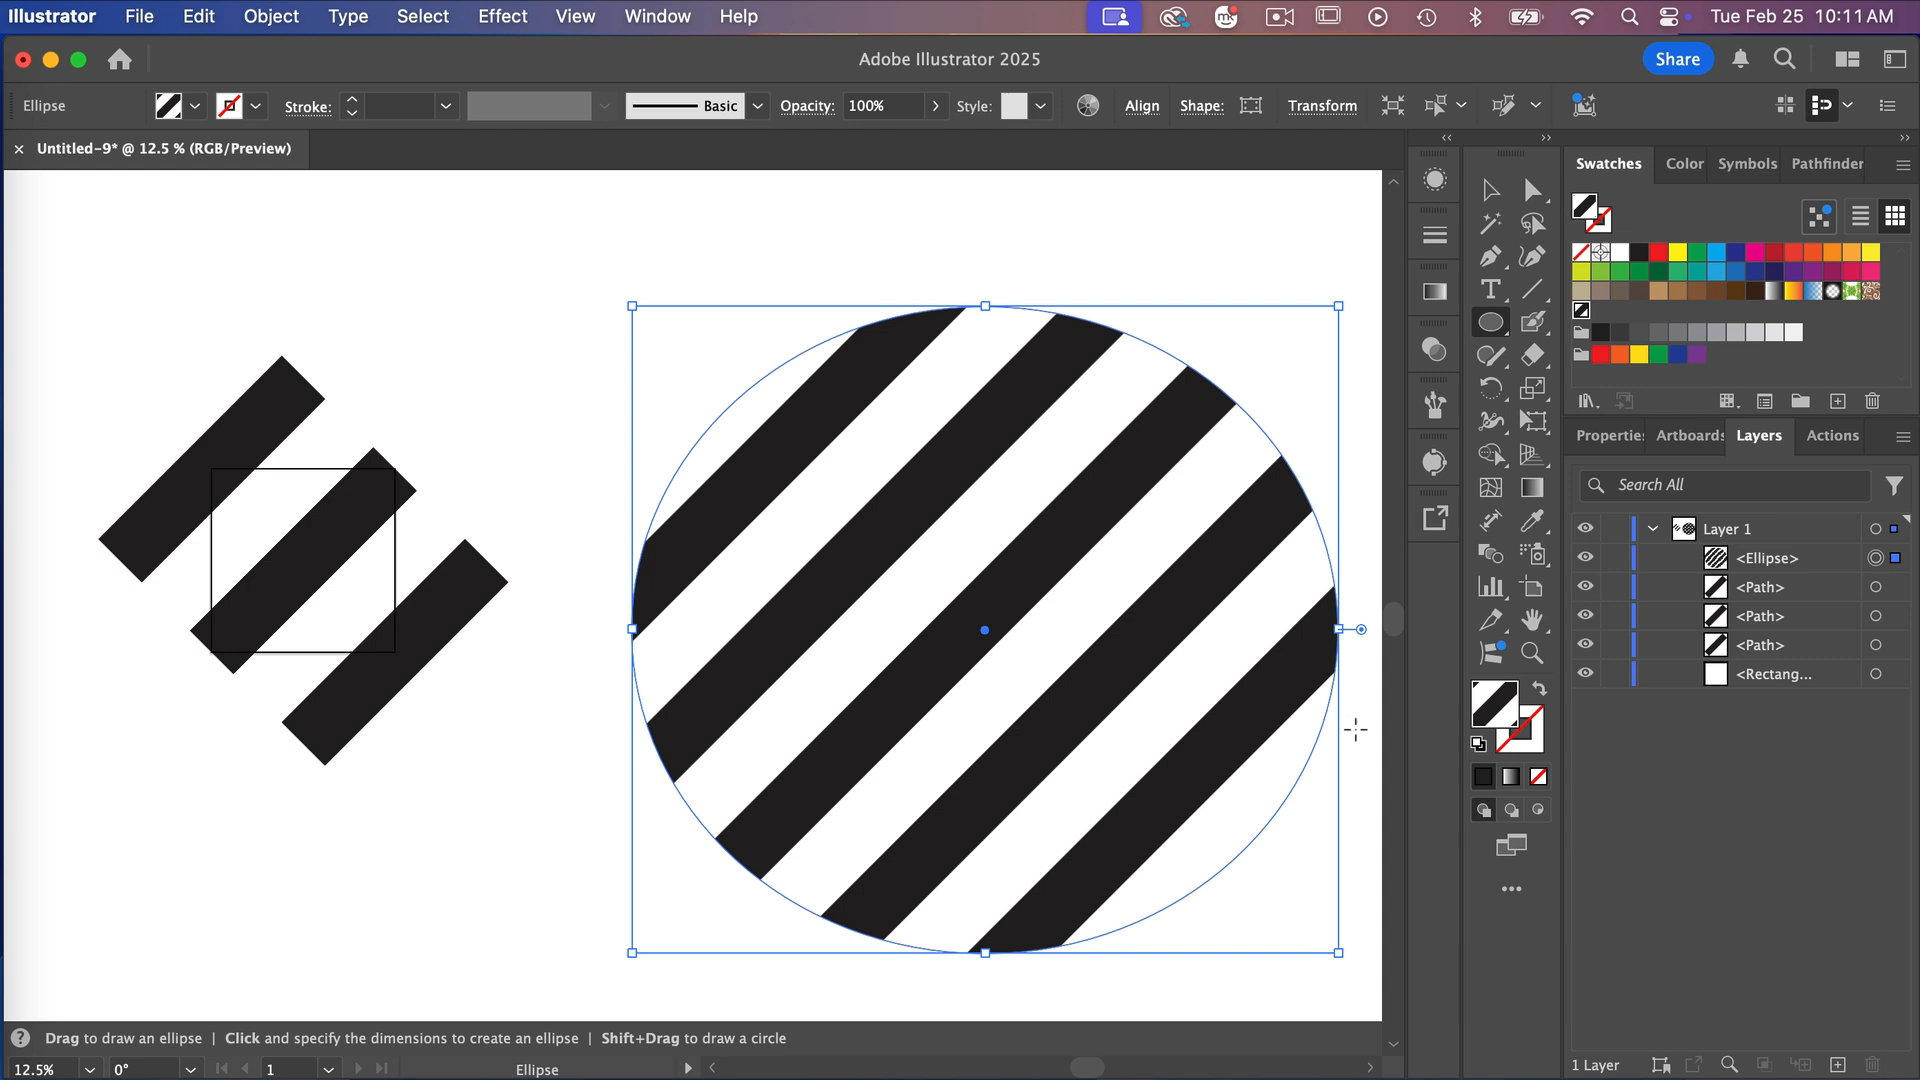 Illustrator File Edit Object Type Select Effect View Window Help Tue Feb 25 10:11 AM
Adobe Illustrator 2025 Share
Ellipse Stroke: Basic Opacity: 100% Style: Align Shape: Transform
× Untitled-9* @ 12.5 % (RGB/Preview)
Swatches Color Symbols Pathfinder
Properties Artboards Layers Actions
Search All
Layer 1
<Ellipse>
<Path>
<Path>
<Path>
<Rectang...
Drag to draw an ellipse | Click and specify the dimensions to create an ellipse | Shift+Drag to draw a circle
12.5% 0° 1 Ellipse
1 Layer